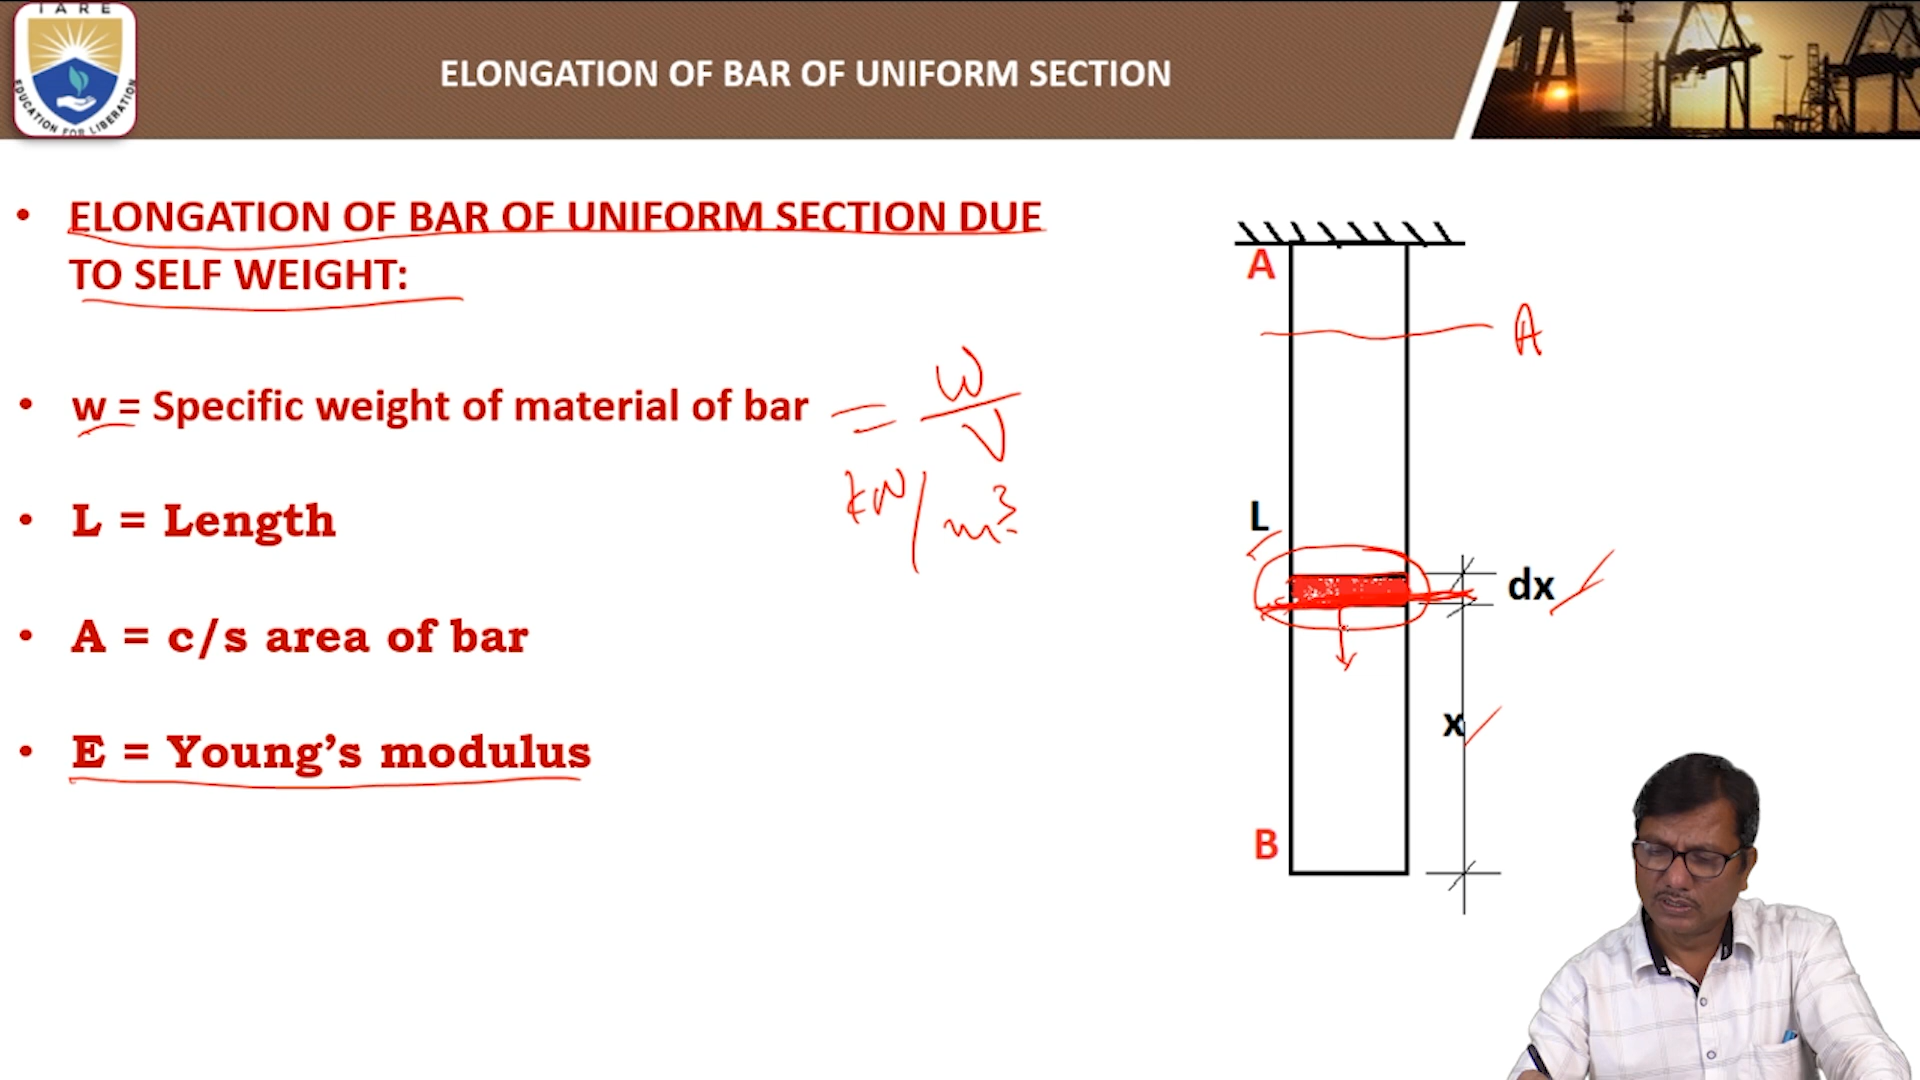 IARE
EDUCATION FOR LIBERATION
ELONGATION OF BAR OF UNIFORM SECTION
• ELONGATION OF BAR OF UNIFORM SECTION DUE
TO SELF WEIGHT:
• w = Specific weight of material of bar = W/V
kN/m³
• L = Length
• A = c/s area of bar
• E = Young's modulus
A
A
L
dx
x
B